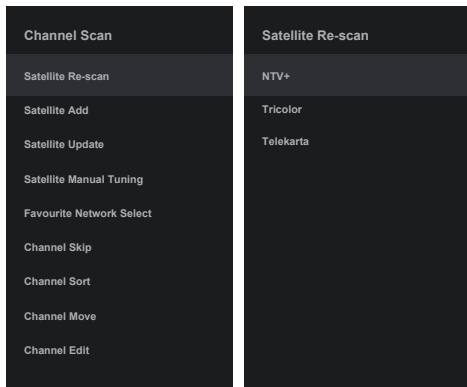 Channel Scan
Satellite Re-scan
Satellite Add
Satellite Update
Satellite Manual Tuning
Favourite Network Select
Channel Skip
Channel Sort
Channel Move
Channel Edit
Satellite Re-scan
NTV+
Tricolor
Telekarta